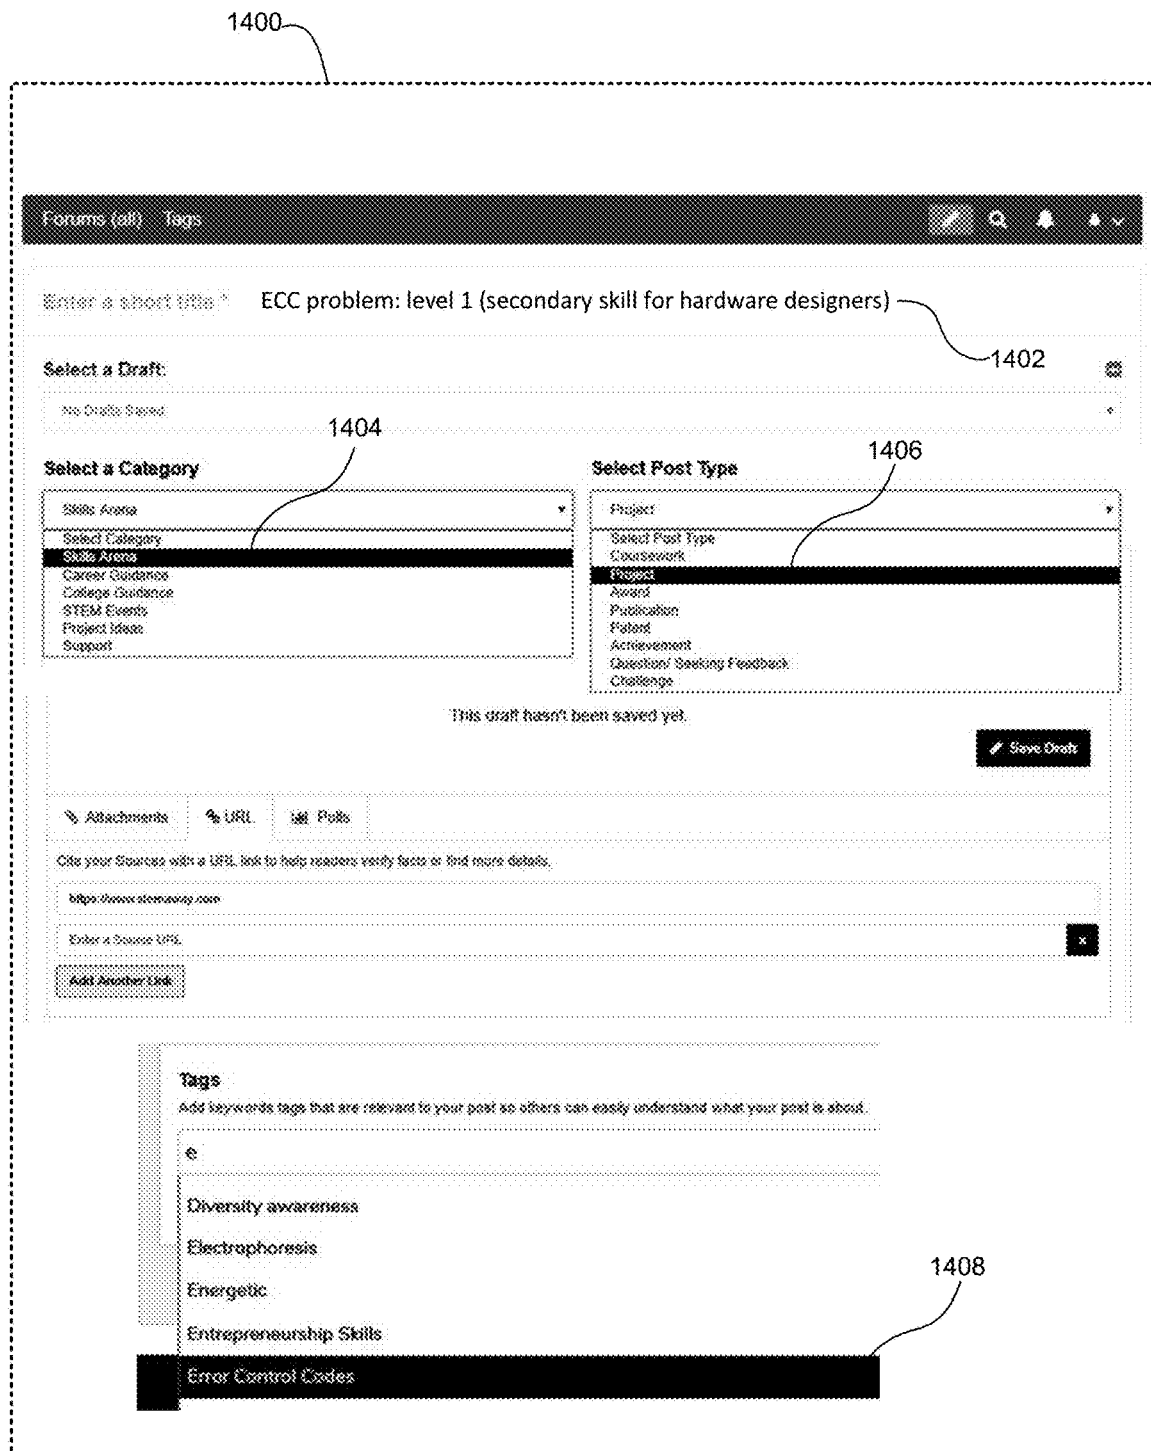 1400
Forums (all) Tags
Enter a short title * ECC problem: level 1 (secondary skill for hardware designers)
1402
Select a Draft:
No Drafts Saved
1404
1406
Select a Category
Select Post Type
Skills Arena
Project
Select Category
Skills Arena
Career Guidance
College Guidance
STEM Events
Project Ideas
Support
Select Post Type
Coursework
Project
Award
Publication
Patent
Achievement
Question/ Seeking Feedback
Challenge
This draft hasn't been saved yet.
Save Draft
Attachments URL Polls
Cite your Sources with a URL link to help readers verify facts or find more details.
https://www.stemaway.com
Enter a Source URL
x
Add Another Link
Tags
Add keywords tags that are relevant to your post so others can easily understand what your post is about.
e
Diversity awareness
Electrophoresis
Energetic
1408
Entrepreneurship Skills
Error Control Codes